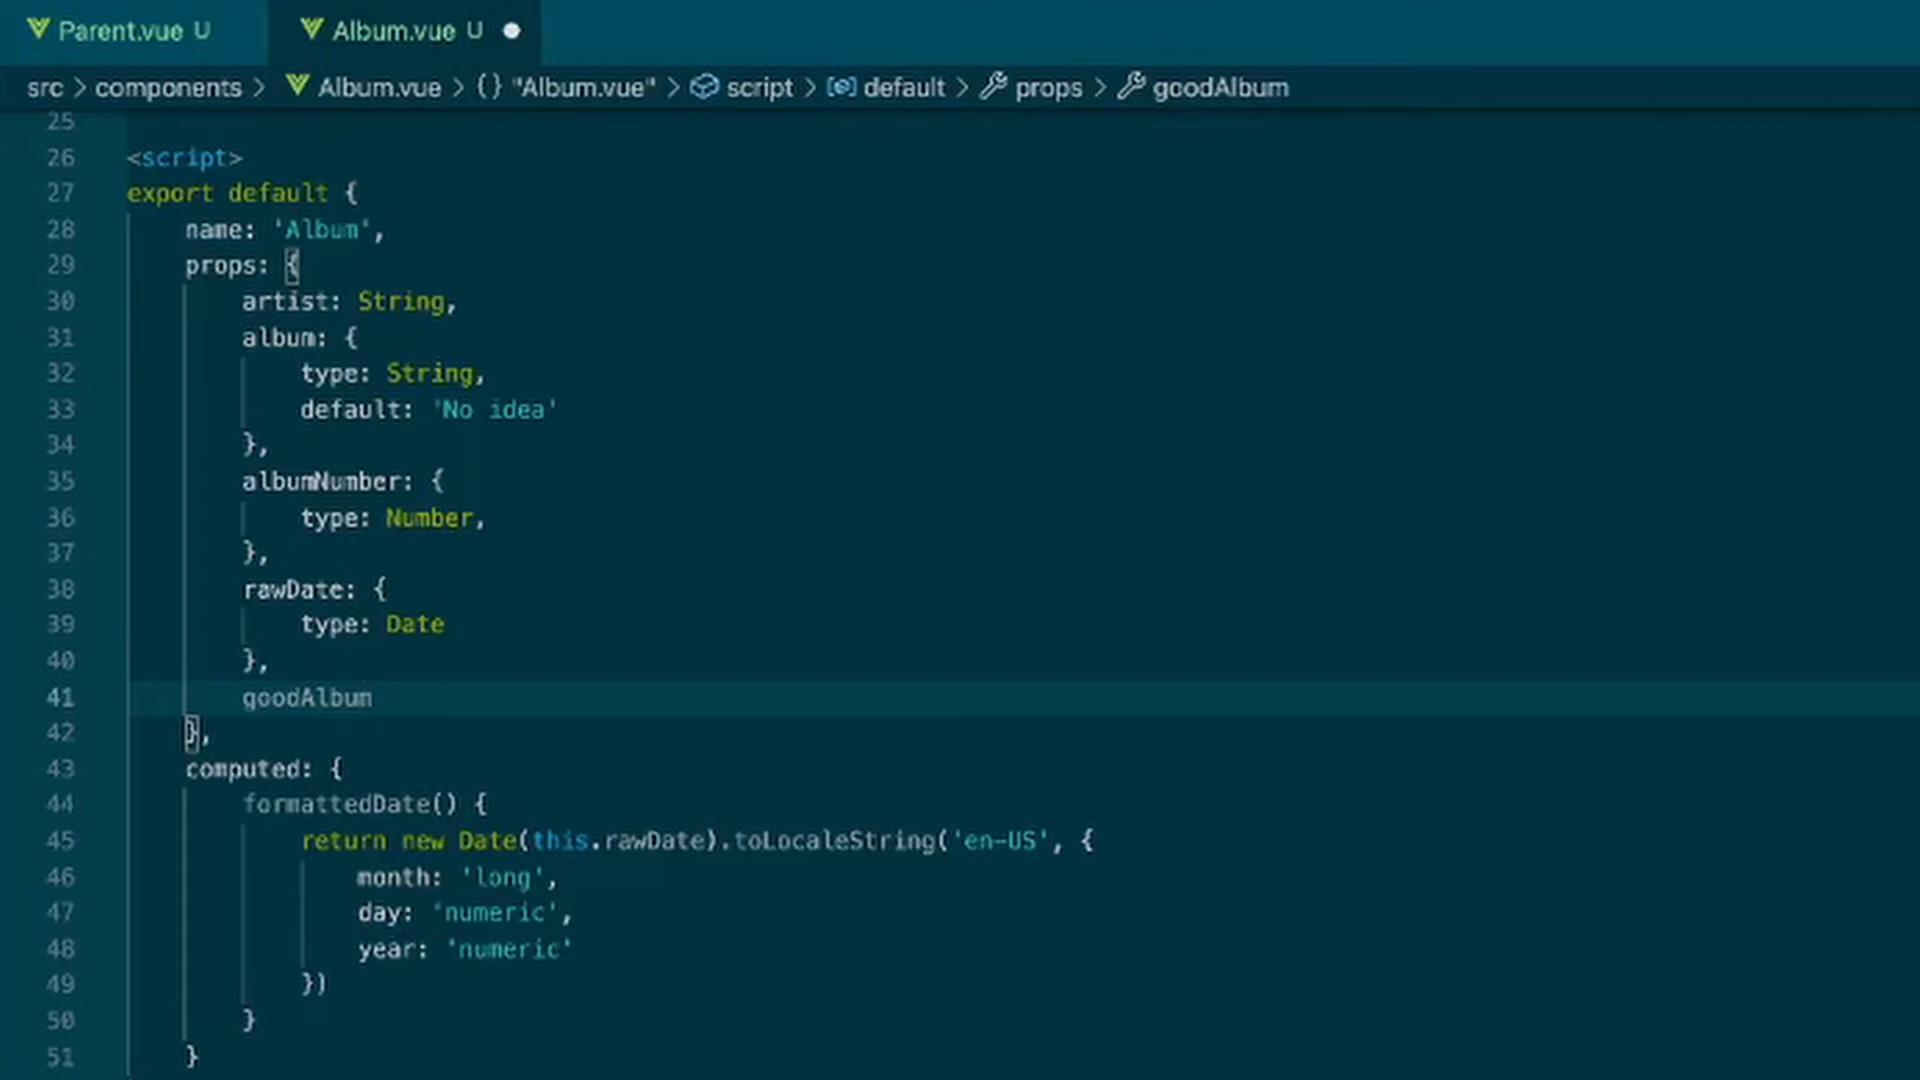 Parent.vue U
Album.vue U
src > components > Album.vue > {} "Album.vue" > script > default > props > goodAlbum
25
26 <script>
27 export default {
28 name: 'Album',
29 props: {
30 artist: String,
31 album: {
32 type: String,
33 default: 'No idea'
34 },
35 albumNumber: {
36 type: Number,
37 },
38 rawDate: {
39 type: Date
40 },
41 goodAlbum
42 },
43 computed: {
44 formattedDate() {
45 return new Date(this.rawDate).toLocaleString('en-US', {
46 month: 'long',
47 day: 'numeric',
48 year: 'numeric'
49 })
50 }
51 }